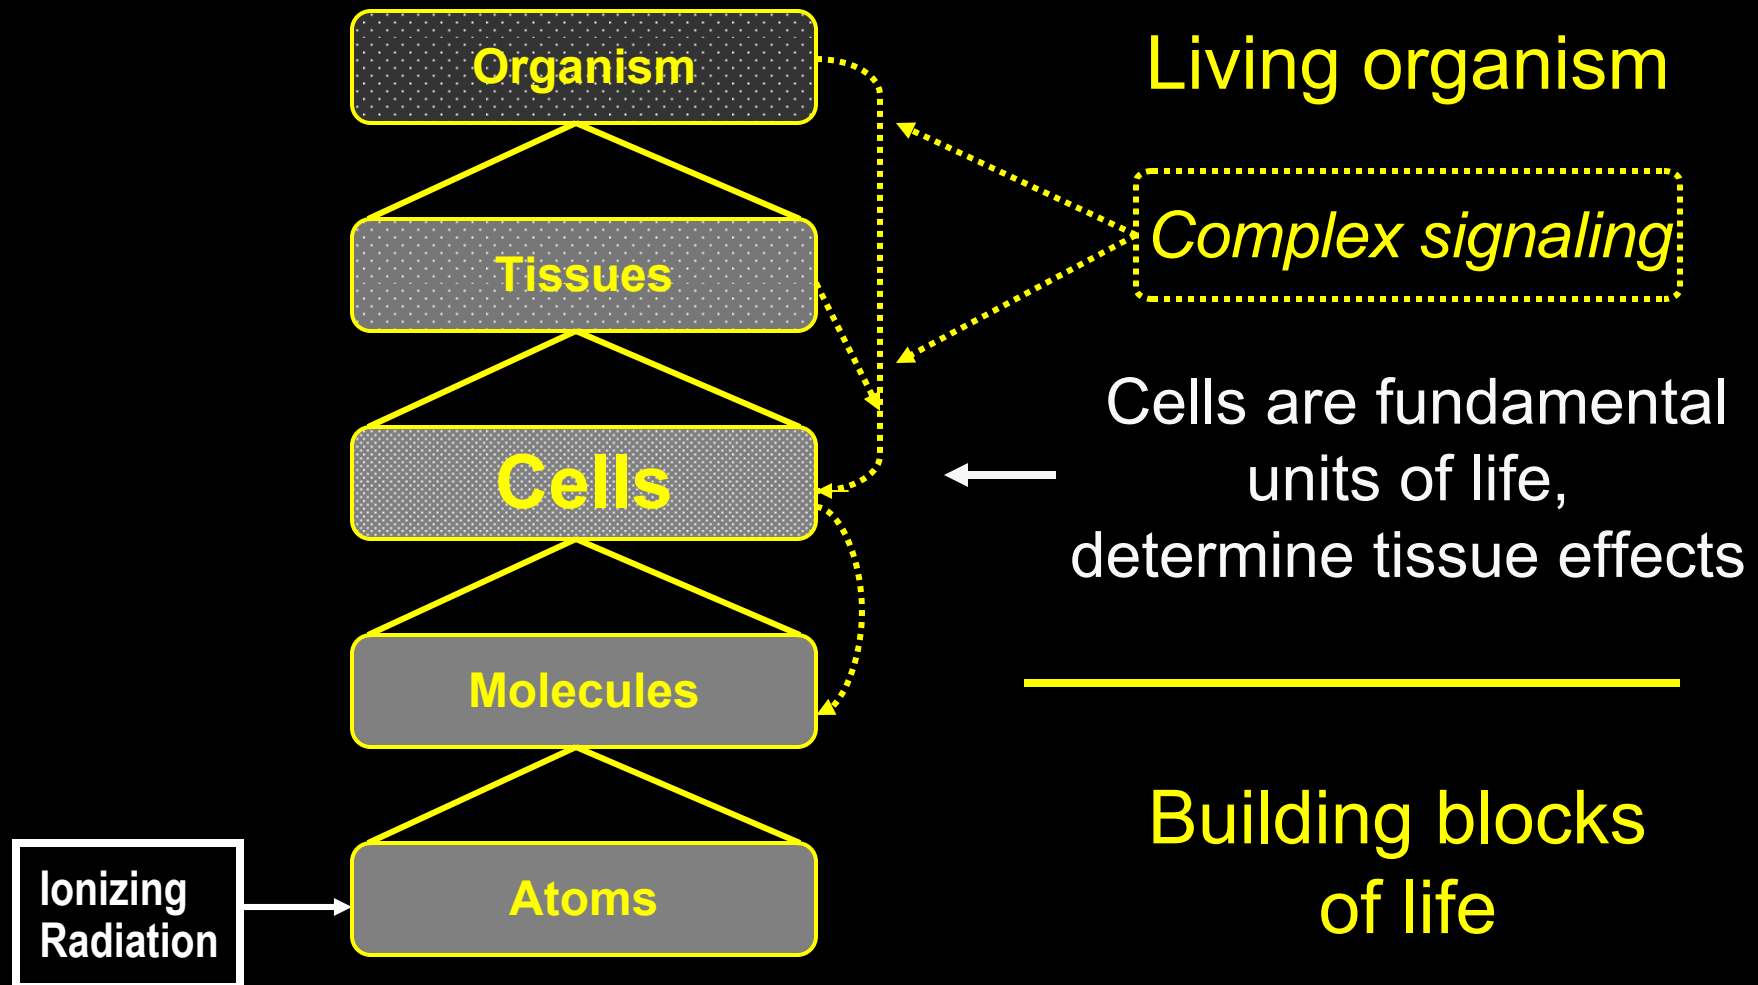 Organism
Living organism
Complex signaling
Tissues
Cells are fundamental
units of life,
determine tissue effects
Cells
Molecules
Building blocks
of life
Ionizing
Radiation
Atoms